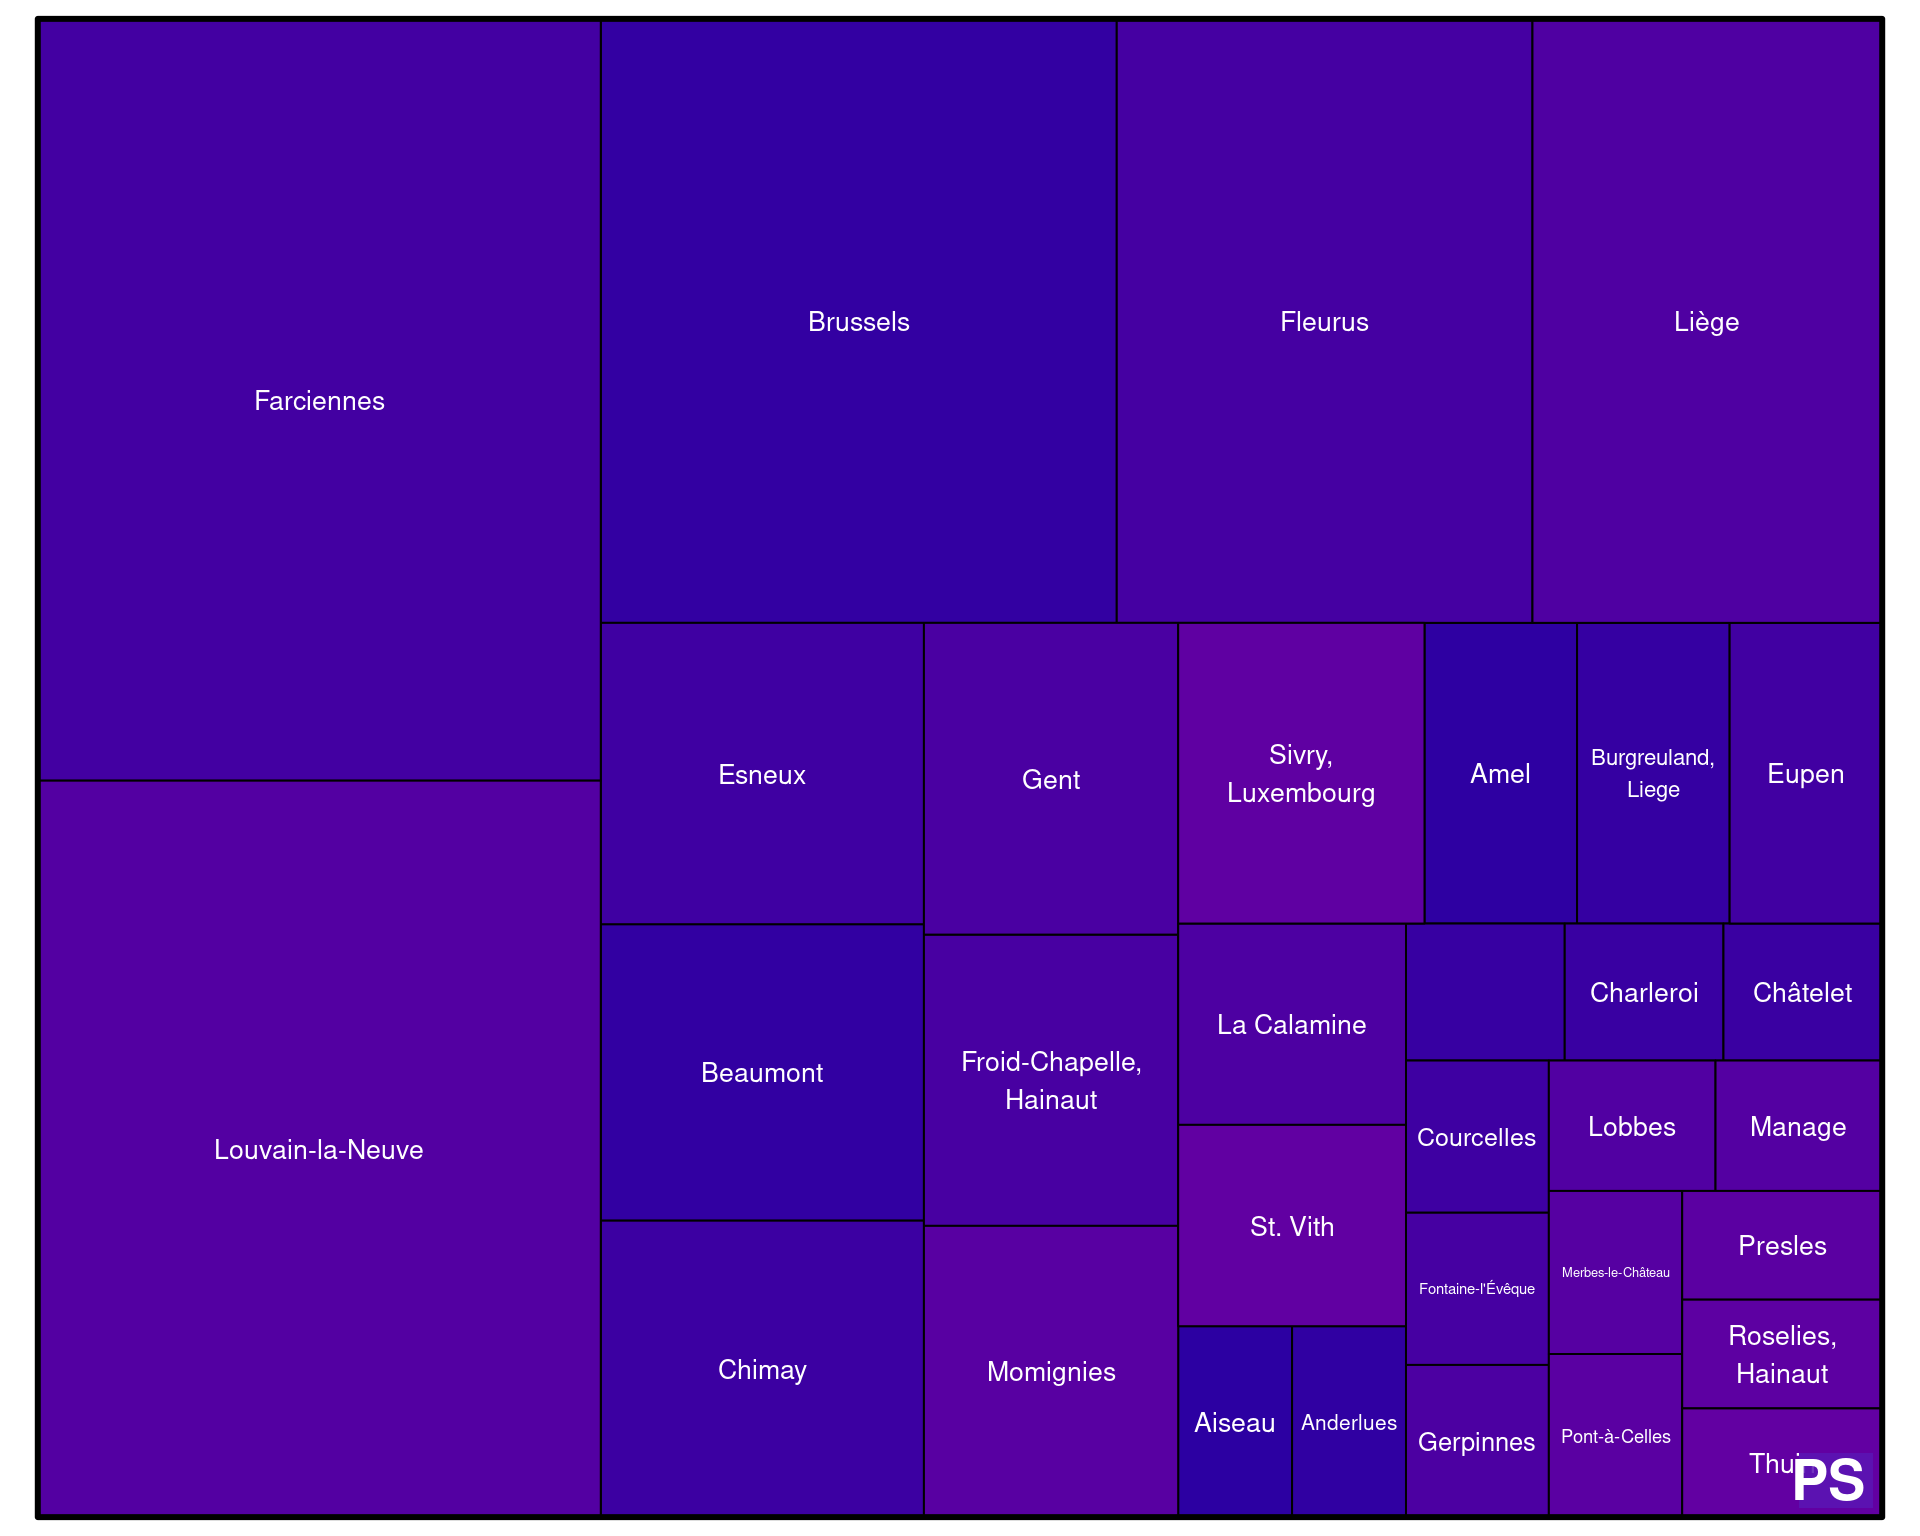 Farciennes
Brussels
Fleurus
Liège
Louvain-la-Neuve
Esneux
Gent
Sivry,
Luxembourg
Amel
Burgreuland,
Liege
Eupen
Beaumont
Froid-Chapelle,
Hainaut
La Calamine
Charleroi
Châtelet
Courcelles
Lobbes
Manage
St. Vith
Fontaine-l'Évêque
Merbes-le-Château
Presles
Roselies,
Hainaut
Chimay
Momignies
Aiseau
Anderlues
Gerpinnes
Pont-à-Celles
PS